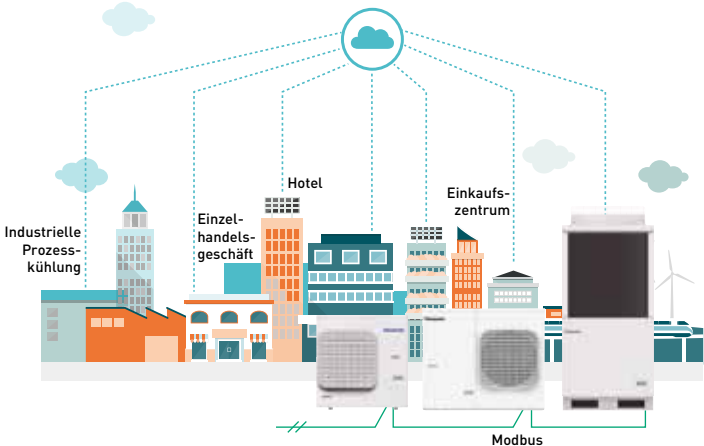 Hotel
Einkaufs-
zentrum
Einzel-
handels-
geschäft
Industrielle
Prozess-
kühlung
Modbus